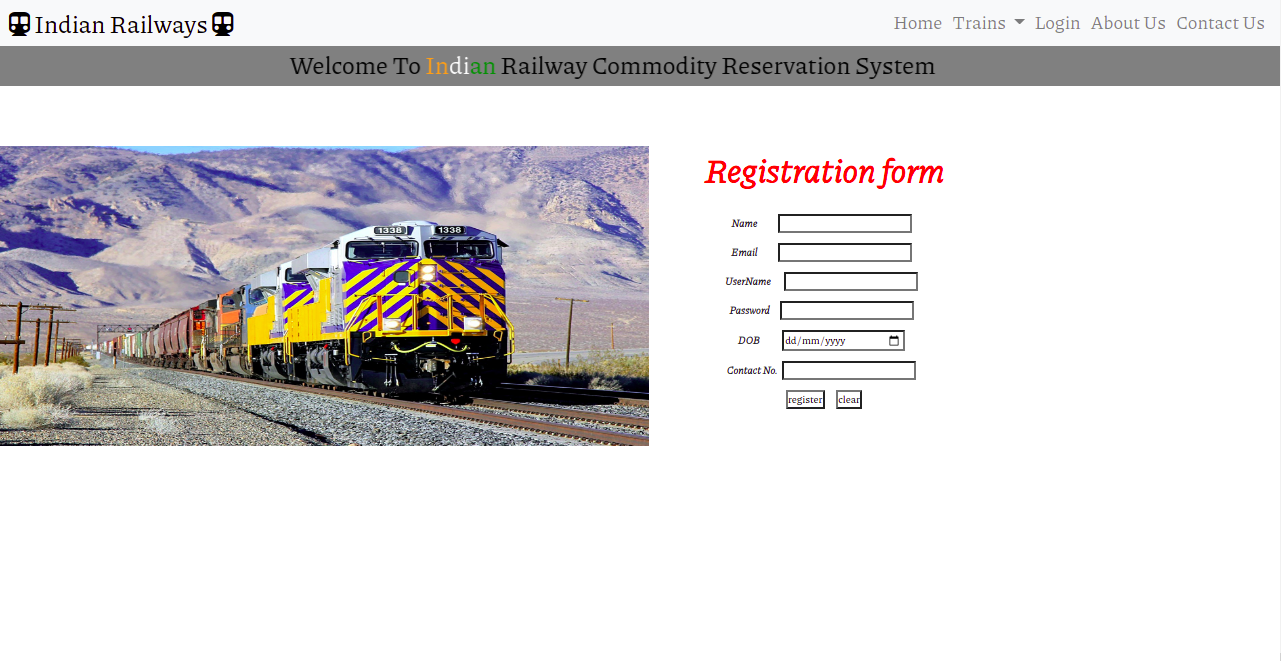 Indian Railways
Home Trains Login About Us Contact Us
Welcome To Indian Railway Commodity Reservation System
1338 1338
Registration form
Name
Email
UserName
Password
DOB dd/mm/yyyy
Contact No.
register clear